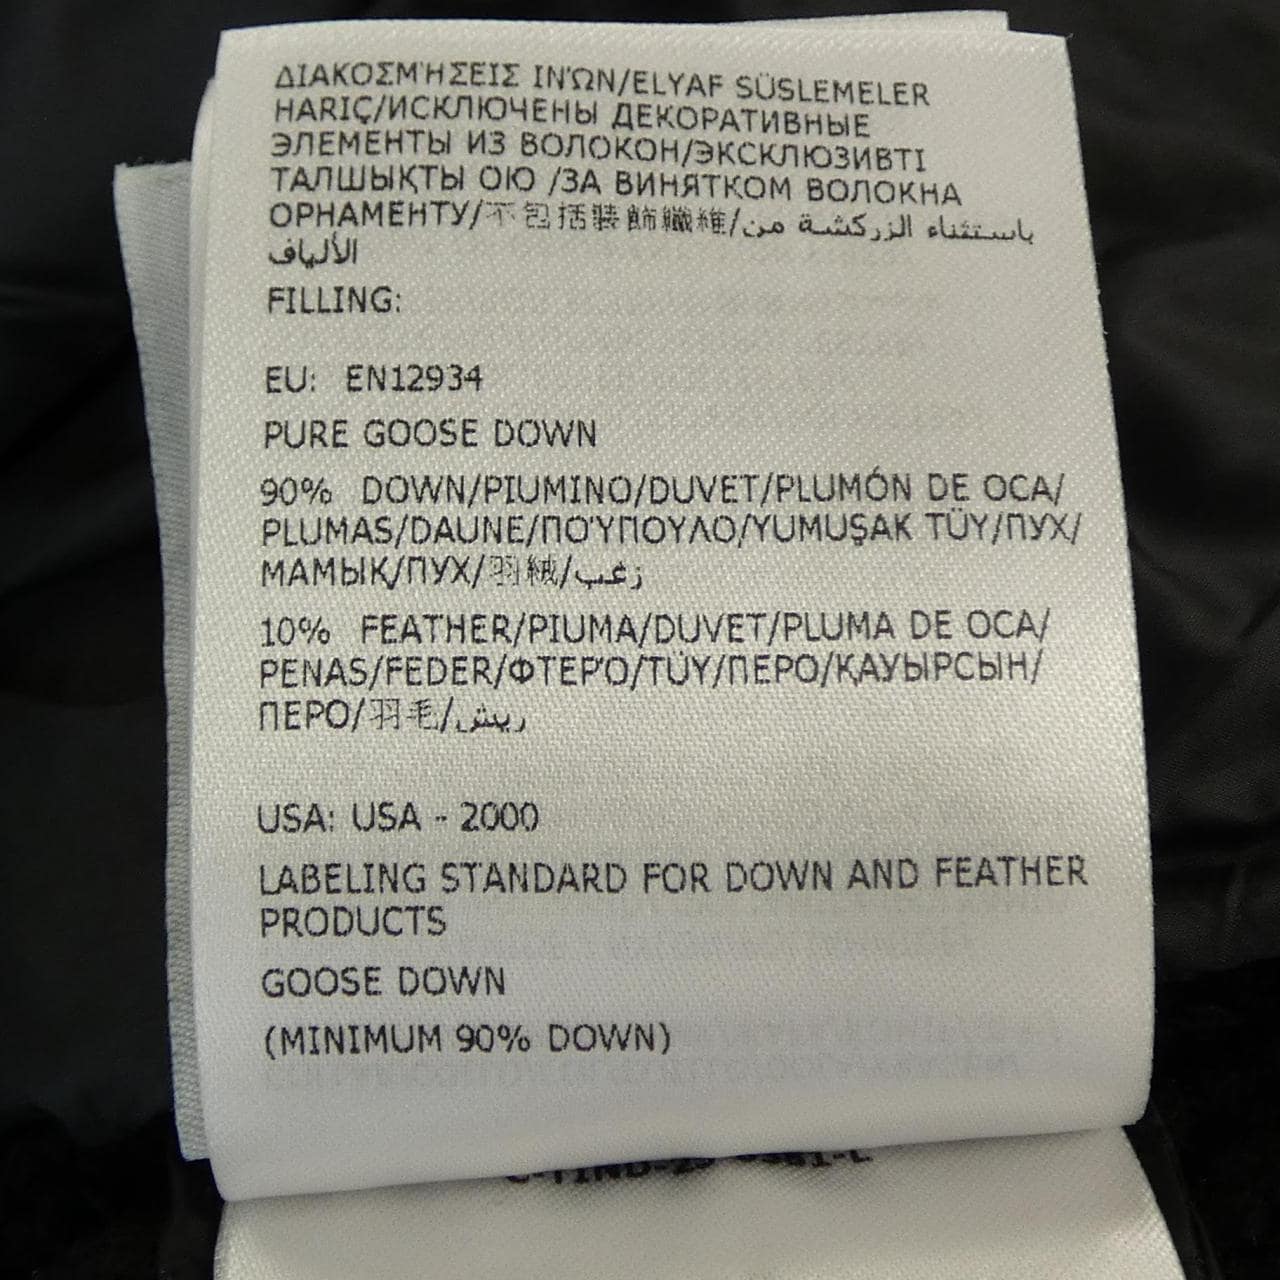 ΔΙΑΚΟΣΜΉΣΕΙΣ ΙΝΏΝ/ELYAF SÜSLEMELER
HARIÇ/ИСКЛЮЧЕНЫ ДЕКОРАТИВНЫЕ
ЭЛЕМЕНТЫ ИЗ ВОЛОКОН/ЭКСКЛЮЗИВТІ
ТАЛШЫҚТЫ ОЮ /ЗА ВИНЯТКОМ ВОЛОКНА
ОРНАМЕНТУ/不包括裝飾纖維/باستثناء الزركشة من
الألياف
FILLING:
EU: EN12934
PURE GOOSE DOWN
90% DOWN/PIUMINO/DUVET/PLUMÓN DE OCA/
PLUMAS/DAUNE/ΠΟΎΠΟΥΛΟ/YUMUŞAK TÜY/ПУХ/
МАМЫҚ/ПУХ/羽絨/زغب
10% FEATHER/PIUMA/DUVET/PLUMA DE OCA/
PENAS/FEDER/ΦΤΕΡΌ/TÜY/ПЕРО/ҚАУЫРСЫН/
ПЕРО/羽毛/ريش
USA: USA - 2000
LABELING STANDARD FOR DOWN AND FEATHER
PRODUCTS
GOOSE DOWN
(MINIMUM 90% DOWN)